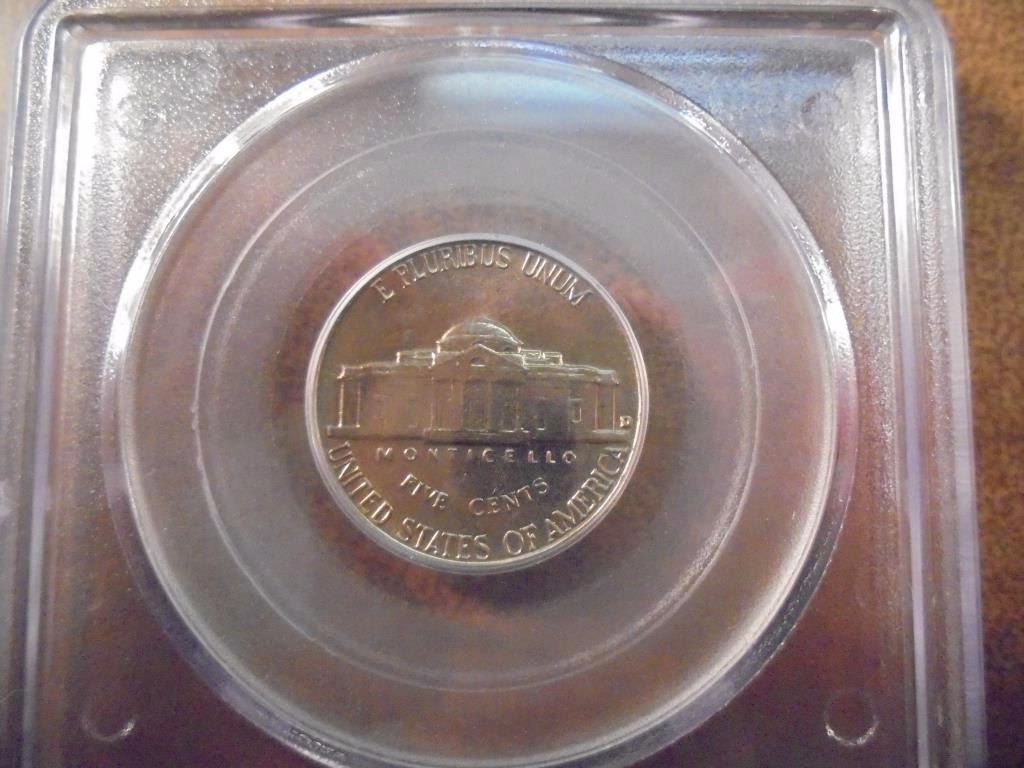 E PLURIBUS UNUM
D
MONTICELLO
FIVE CENTS
UNITED STATES OF AMERICA